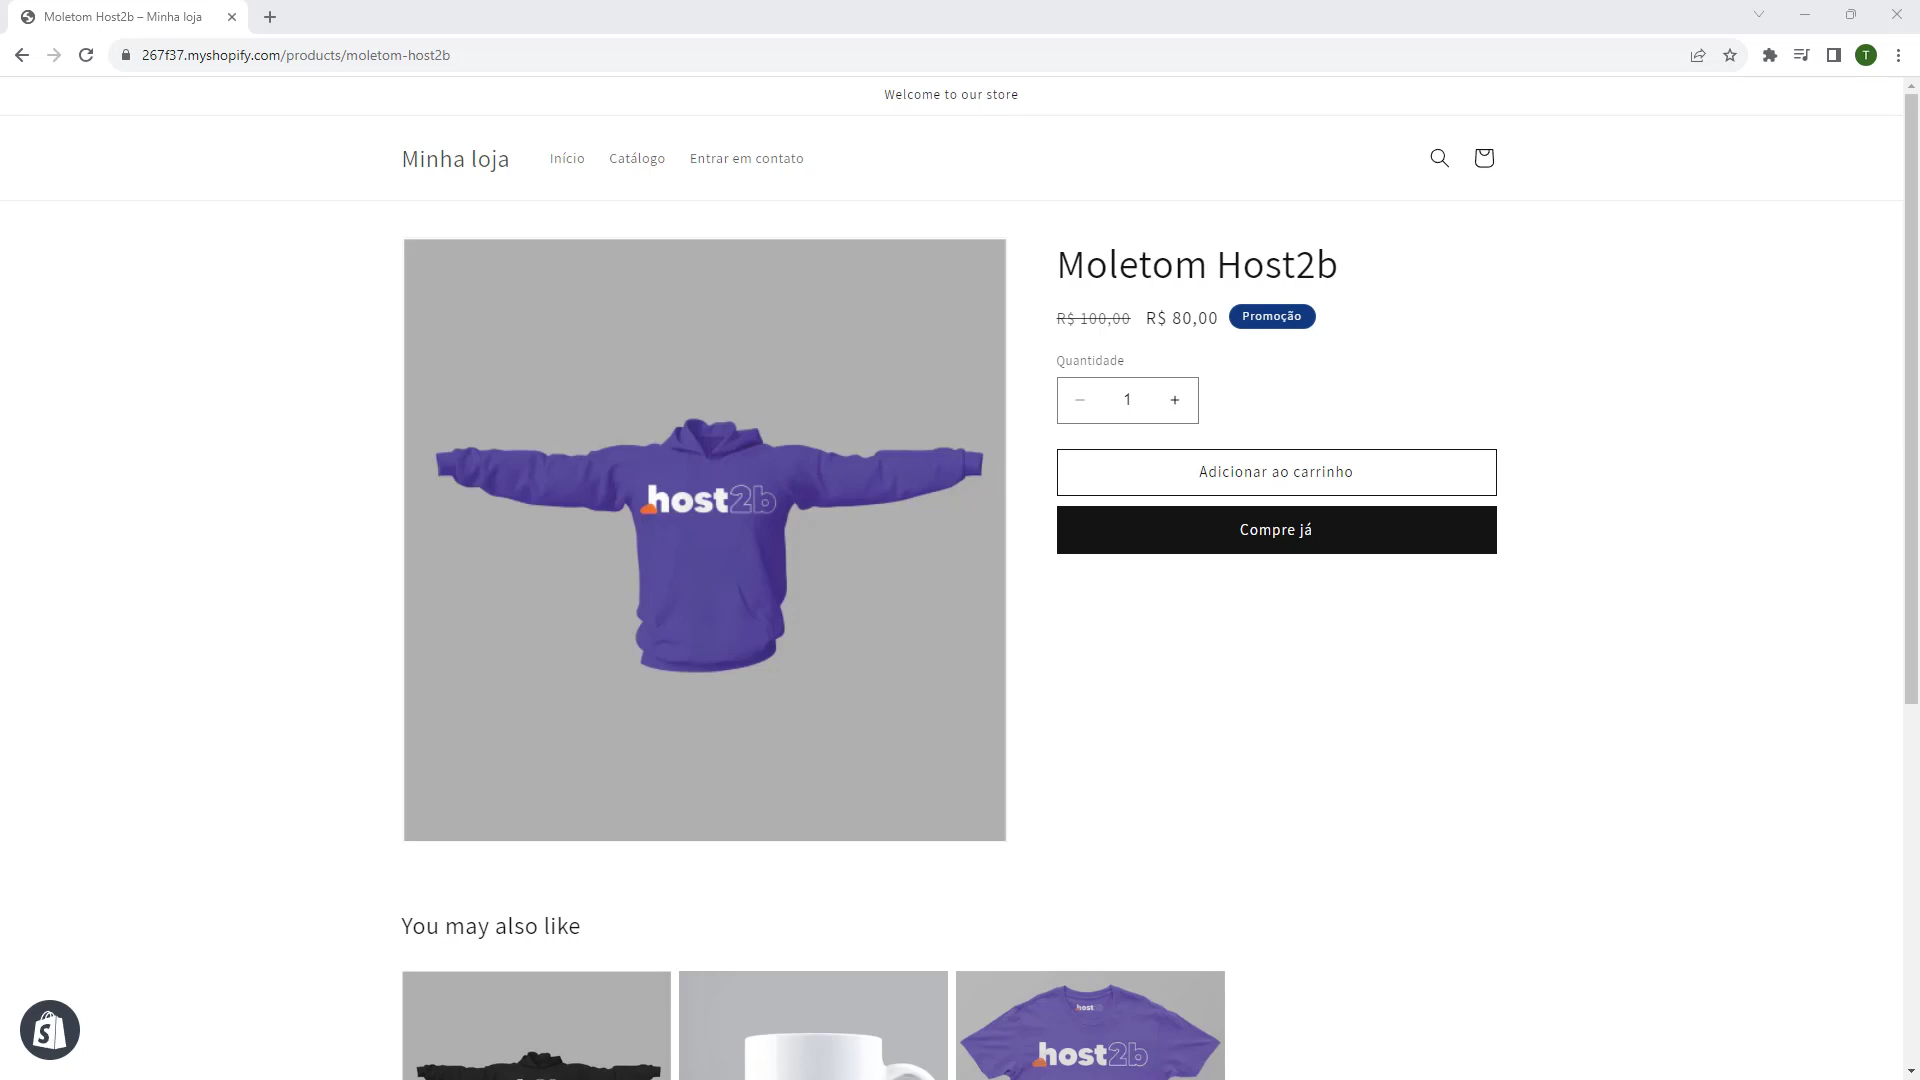 Moletom Host2b – Minha loja
267f37.myshopify.com/products/moletom-host2b
T
Welcome to our store
Minha loja
Início
Catálogo
Entrar em contato
Moletom Host2b
R$ 100,00 R$ 80,00 Promoção
Quantidade
1
Adicionar ao carrinho
Compre já
host2b
You may also like
host
host2b